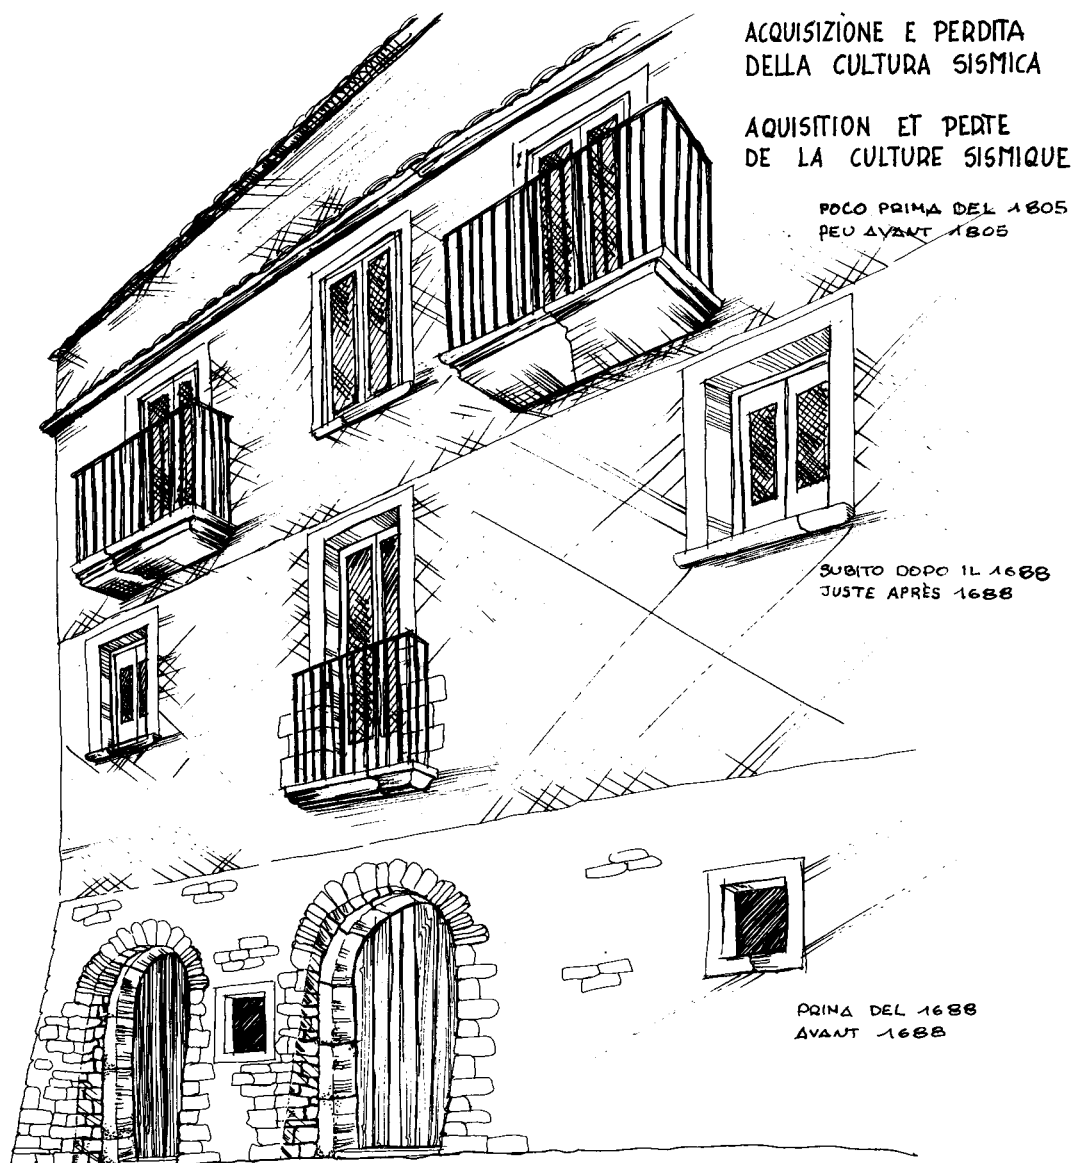 ACQUISIZIONE E PERDITA
DELLA CULTURA SISMICA
AQUISITION ET PERTE
DE LA CULTURE SISMIQUE
POCO PRIMA DEL 1805
PEU AVANT 1805
SUBITO DOPO IL 1688
JUSTE APRÈS 1688
PRIMA DEL 1688
AVANT 1688